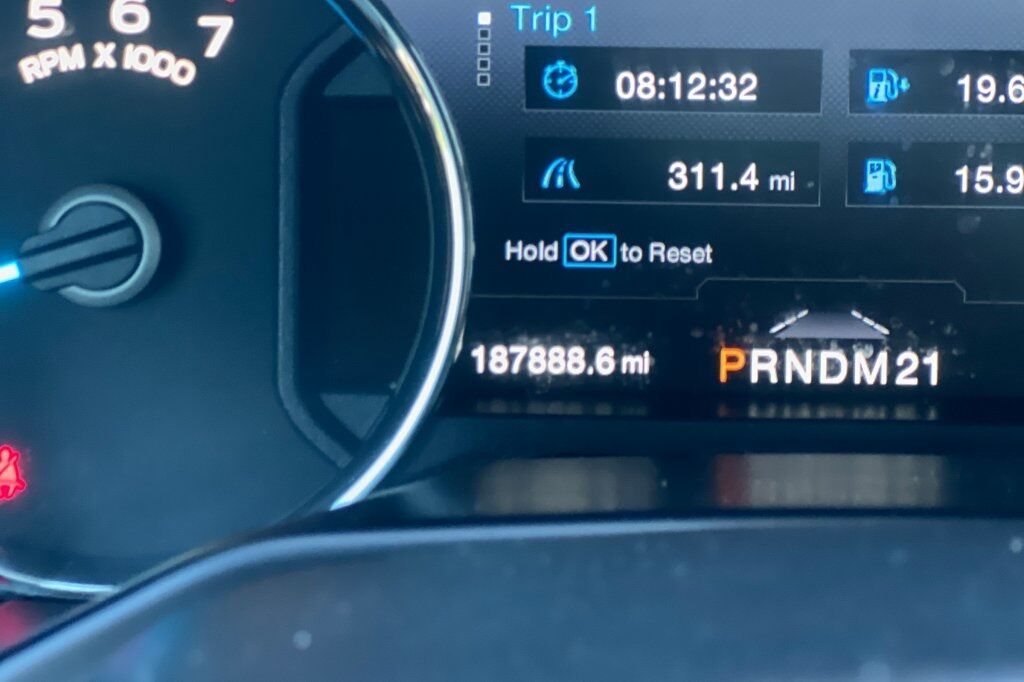 5 6 7
RPM X 1000
Trip 1
08:12:32 19.6
311.4 mi 15.9
Hold OK to Reset
187888.6 mi PRNDM21